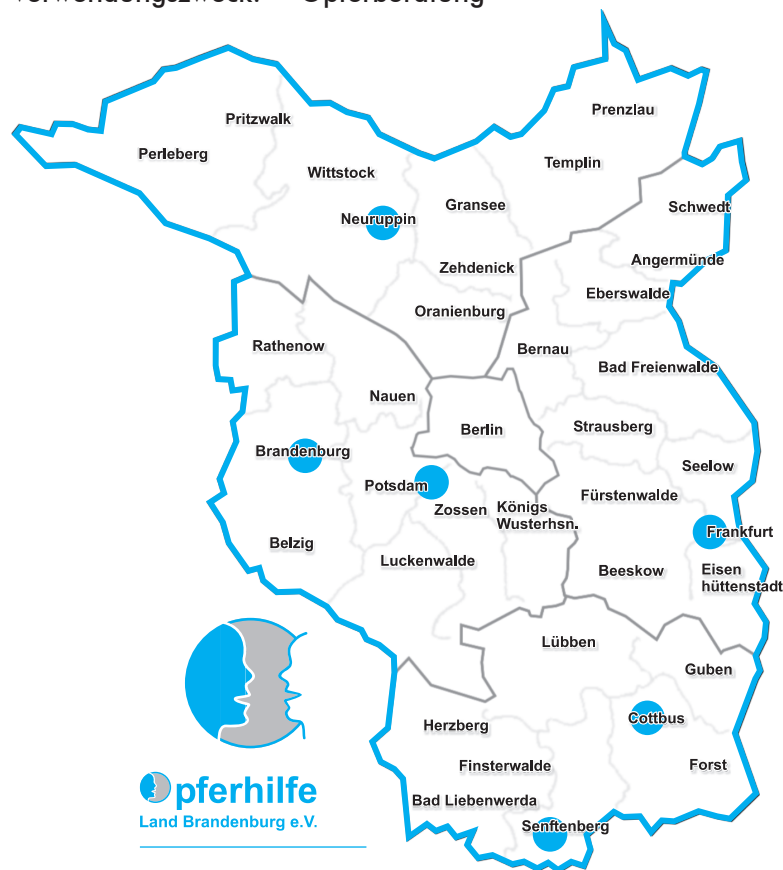 Verwendungszweck: Opferberatung
Prenzlau
Pritzwalk
Perleberg
Templin
Wittstock
Gransee
Schwedt
Neuruppin
Angermünde
Zehdenick
Eberswalde
Oranienburg
Rathenow
Bernau
Bad Freienwalde
Nauen
Strausberg
Berlin
Brandenburg
Seelow
Potsdam
Fürstenwalde
Zossen
Königs
Wusterhsn.
Frankfurt
Belzig
Luckenwalde
Beeskow
Eisen
hüttenstadt
Lübben
Guben
Herzberg
Cottbus
Finsterwalde
Forst
Bad Liebenwerda
Senftenberg
Opferhilfe
Land Brandenburg e.V.